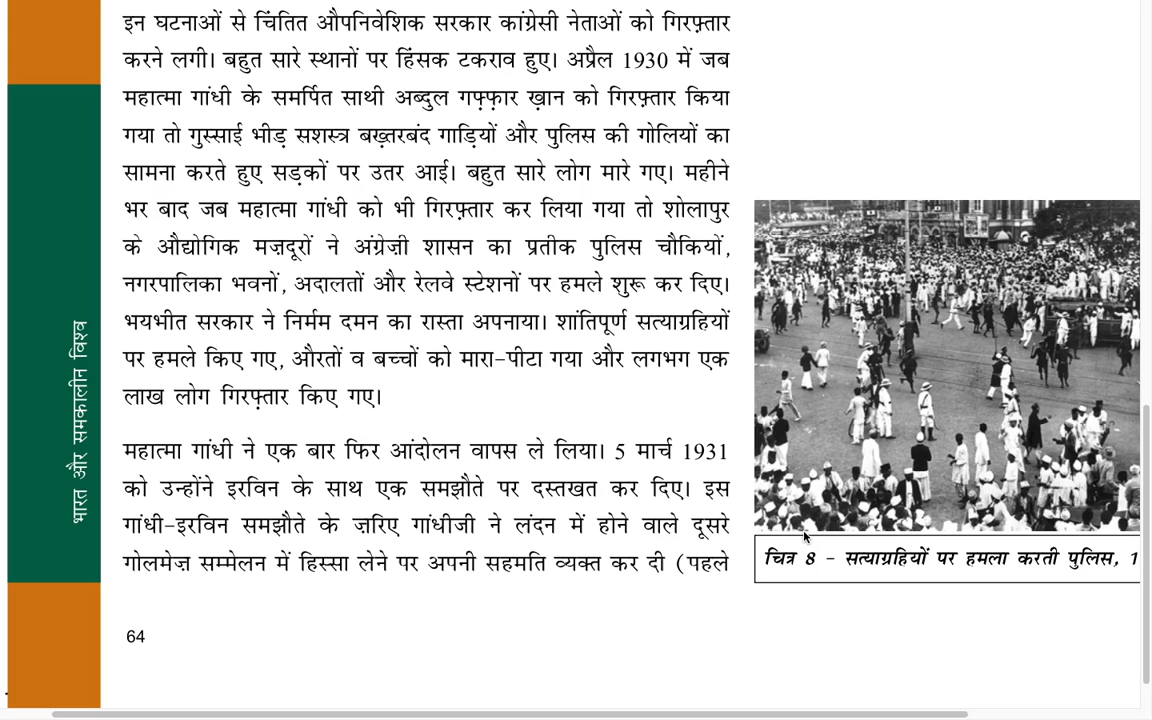 इन घटनाओं से चिंतित औपनिवेशिक सरकार कांग्रेसी नेताओं को गिरफ़्तार
करने लगी। बहुत सारे स्थानों पर हिंसक टकराव हुए। अप्रैल 1930 में जब
महात्मा गांधी के समर्पित साथी अब्दुल गफ़्फ़ार ख़ान को गिरफ़्तार किया
गया तो गुस्साई भीड़ सशस्त्र बख़्तरबंद गाड़ियों और पुलिस की गोलियों का
सामना करते हुए सड़कों पर उतर आई। बहुत सारे लोग मारे गए। महीने
भर बाद जब महात्मा गांधी को भी गिरफ़्तार कर लिया गया तो शोलापुर
के औद्योगिक मज़दूरों ने अंग्रेज़ी शासन का प्रतीक पुलिस चौकियों,
नगरपालिका भवनों, अदालतों और रेलवे स्टेशनों पर हमले शुरू कर दिए।
भयभीत सरकार ने निर्मम दमन का रास्ता अपनाया। शांतिपूर्ण सत्याग्रहियों
पर हमले किए गए, औरतों व बच्चों को मारा-पीटा गया और लगभग एक
लाख लोग गिरफ़्तार किए गए।
महात्मा गांधी ने एक बार फिर आंदोलन वापस ले लिया। 5 मार्च 1931
को उन्होंने इरविन के साथ एक समझौते पर दस्तखत कर दिए। इस
गांधी-इरविन समझौते के ज़रिए गांधीजी ने लंदन में होने वाले दूसरे
गोलमेज़ सम्मेलन में हिस्सा लेने पर अपनी सहमति व्यक्त कर दी (पहले
चित्र 8 - सत्याग्रहियों पर हमला करती पुलिस, 1
भारत और समकालीन विश्व
64